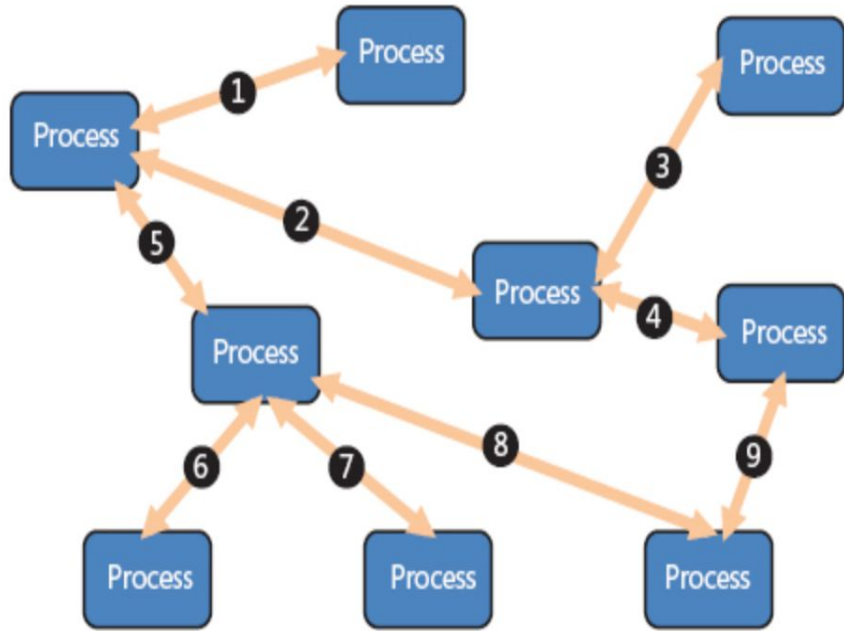 Process
Process
1
Process
3
2
5
Process
4
Process
Process
8
9
6
7
Process
Process
Process